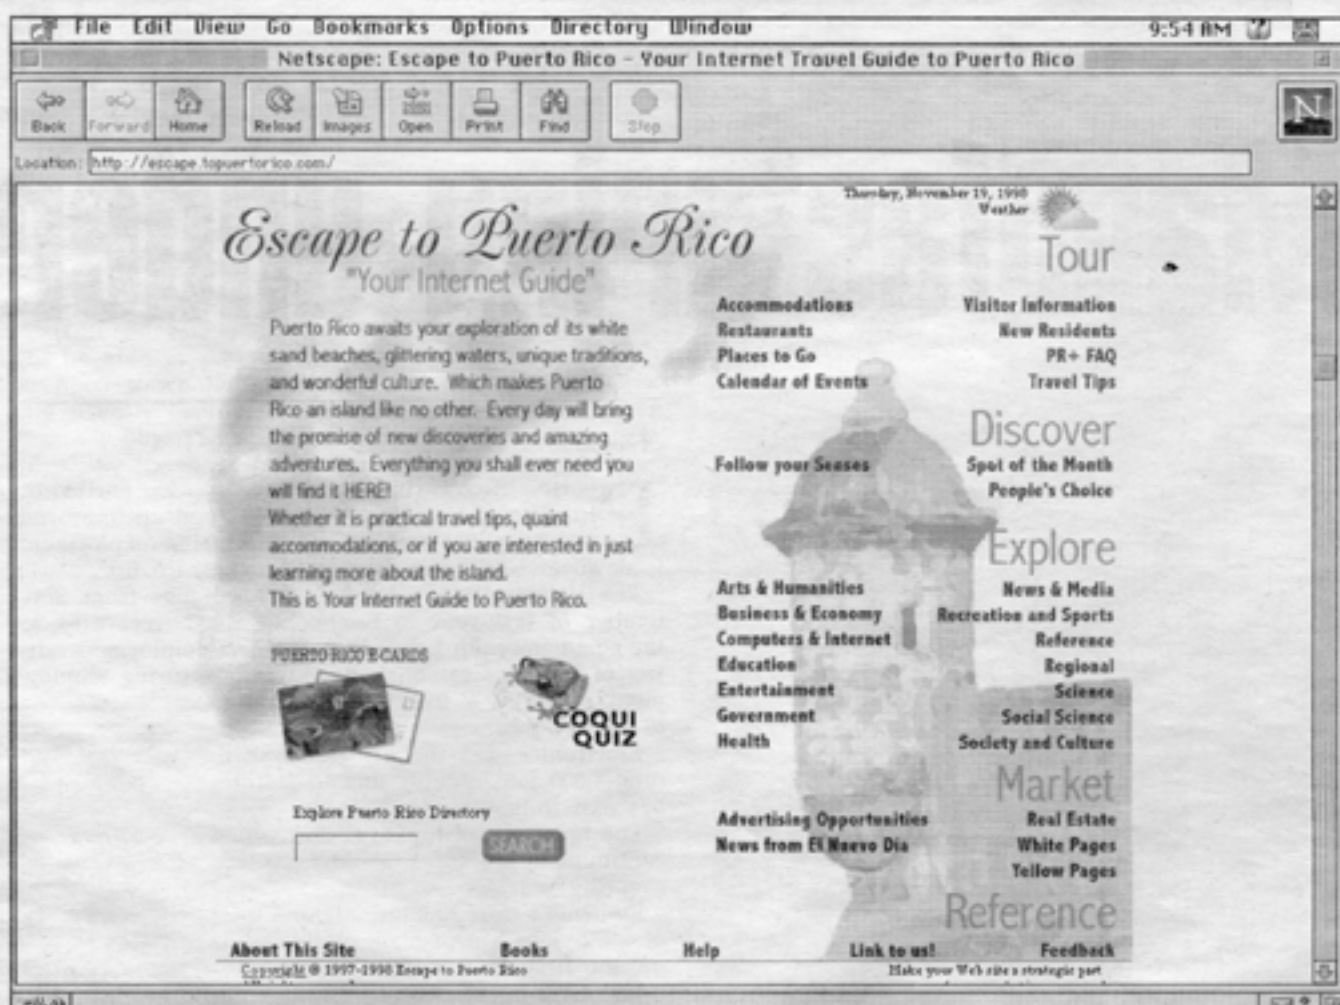 File Edit View Go Bookmarks Options Directory Window 9:54 AM
Netscape: Escape to Puerto Rico – Your Internet Travel Guide to Puerto Rico
Back Forward Home Reload Images Open Print Find Stop
N
Location: http://escape.topuertorico.com/
Thursday, November 19, 1998
Weather
Escape to Puerto Rico
"Your Internet Guide"
Puerto Rico awaits your exploration of its white
sand beaches, glittering waters, unique traditions,
and wonderful culture. Which makes Puerto
Rico an island like no other. Every day will bring
the promise of new discoveries and amazing
adventures. Everything you shall ever need you
will find it HERE!
Whether it is practical travel tips, quaint
accommodations, or if you are interested in just
learning more about the island.
This is Your Internet Guide to Puerto Rico.
PUERTO RICO E-CARDS
COQUI
QUIZ
Explore Puerto Rico Directory
SEARCH
Tour
Accommodations Visitor Information
Restaurants New Residents
Places to Go PR+ FAQ
Calendar of Events Travel Tips
Discover
Follow your Senses Spot of the Month
People's Choice
Explore
Arts & Humanities News & Media
Business & Economy Recreation and Sports
Computers & Internet Reference
Education Regional
Entertainment Science
Government Social Science
Health Society and Culture
Market
Advertising Opportunities Real Estate
News from El Nuevo Dia White Pages
Yellow Pages
Reference
About This Site Books Help Link to us! Feedback
Copyright © 1997-1998 Escape to Puerto Rico Make your Web site a strategic part